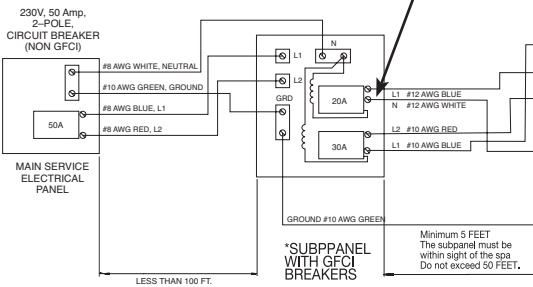 230V, 50 Amp,
2–POLE,
CIRCUIT BREAKER
(NON GFCI)
#8 AWG WHITE, NEUTRAL
#10 AWG GREEN, GROUND
#8 AWG BLUE, L1
#8 AWG RED, L2
50A
MAIN SERVICE
ELECTRICAL
PANEL
N
L1
L2
GRD
20A
30A
L1 #12 AWG BLUE
N #12 AWG WHITE
L2 #10 AWG RED
L1 #10 AWG BLUE
GROUND #10 AWG GREEN
*SUBPPANEL
WITH GFCI
BREAKERS
Minimum 5 FEET
The subpanel must be
within sight of the spa
Do not exceed 50 FEET.
LESS THAN 100 FT.